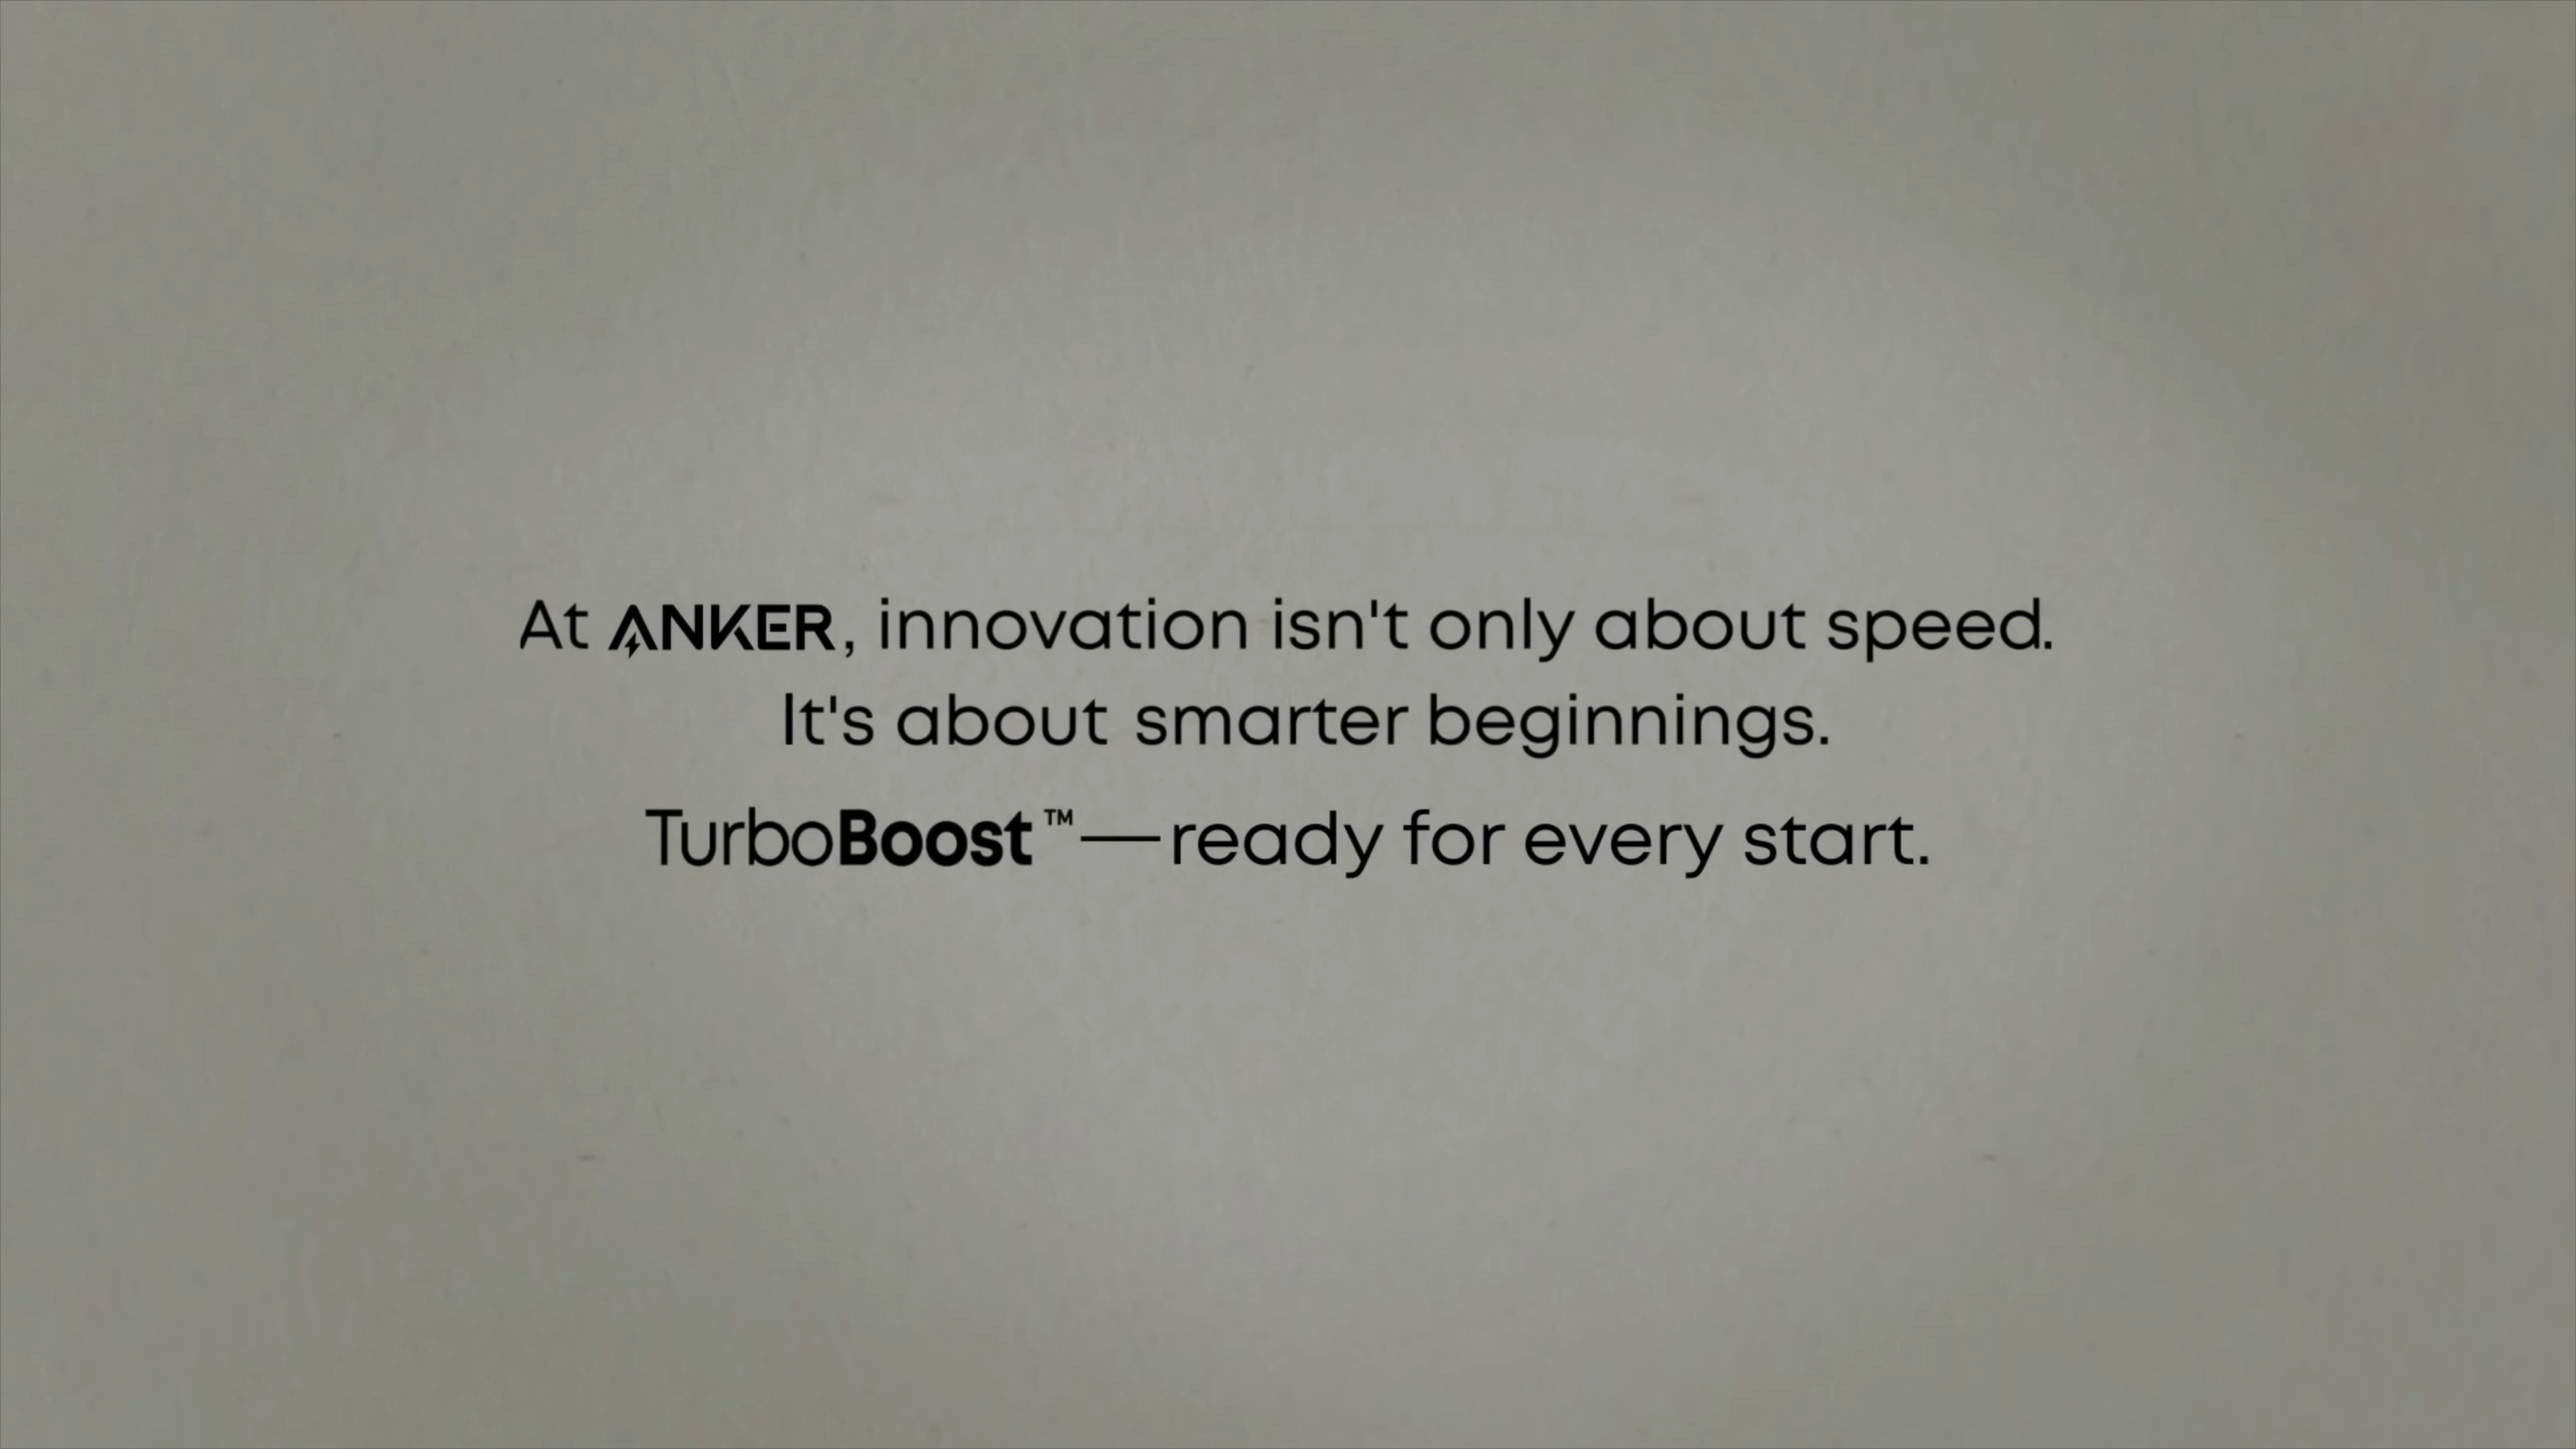 At ANKER, innovation isn't only about speed.
It's about smarter beginnings.
TurboBoost™—ready for every start.